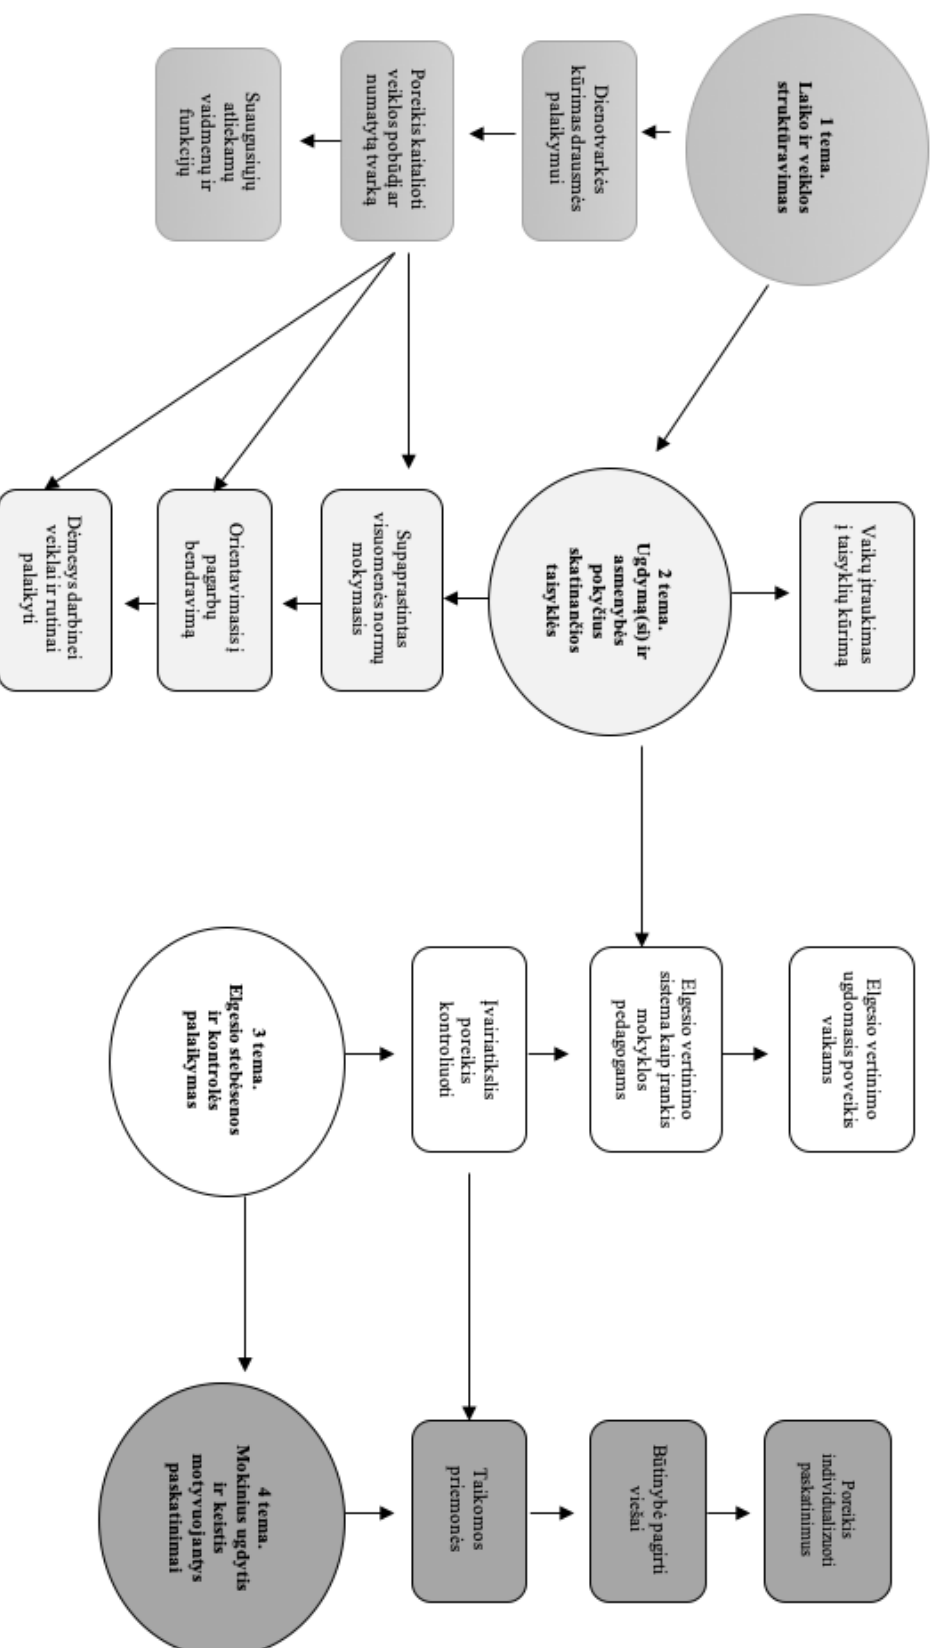 1 tema.
Laiko ir veiklos
struktūravimas
Dienotvarkės
kūrimas drausmės
palaikymui
Poreikis kaitalioti
veiklos pobūdį ar
numatytą tvarką
Suaugusiųjų
atliekamų
vaidmenų ir
funkcijų
Vaikų įtraukimas
į taisyklių kūrimą
2 tema.
Ugdymą(si) ir
asmenybės
pokyčius
skatinančios
taisyklės
Supaprastintas
visuomenės normų
mokymasis
Orientavimasis į
pagarbų
bendravimą
Dėmesys darbinei
veiklai ir rutinai
palaikyti
Elgesio vertinimo
ugdomasis poveikis
vaikams
Elgesio vertinimo
sistema kaip įrankis
mokyklos
pedagogams
Įvairiatikslis
poreikis
kontroliuoti
3 tema.
Elgesio stebėsenos
ir kontrolės
palaikymas
Poreikis
individualizuoti
paskatinimus
Būtinybė pagirti
viešai
Taikomos
priemonės
4 tema.
Mokinius ugdytis
ir keistis
motyvuojantys
paskatinimai